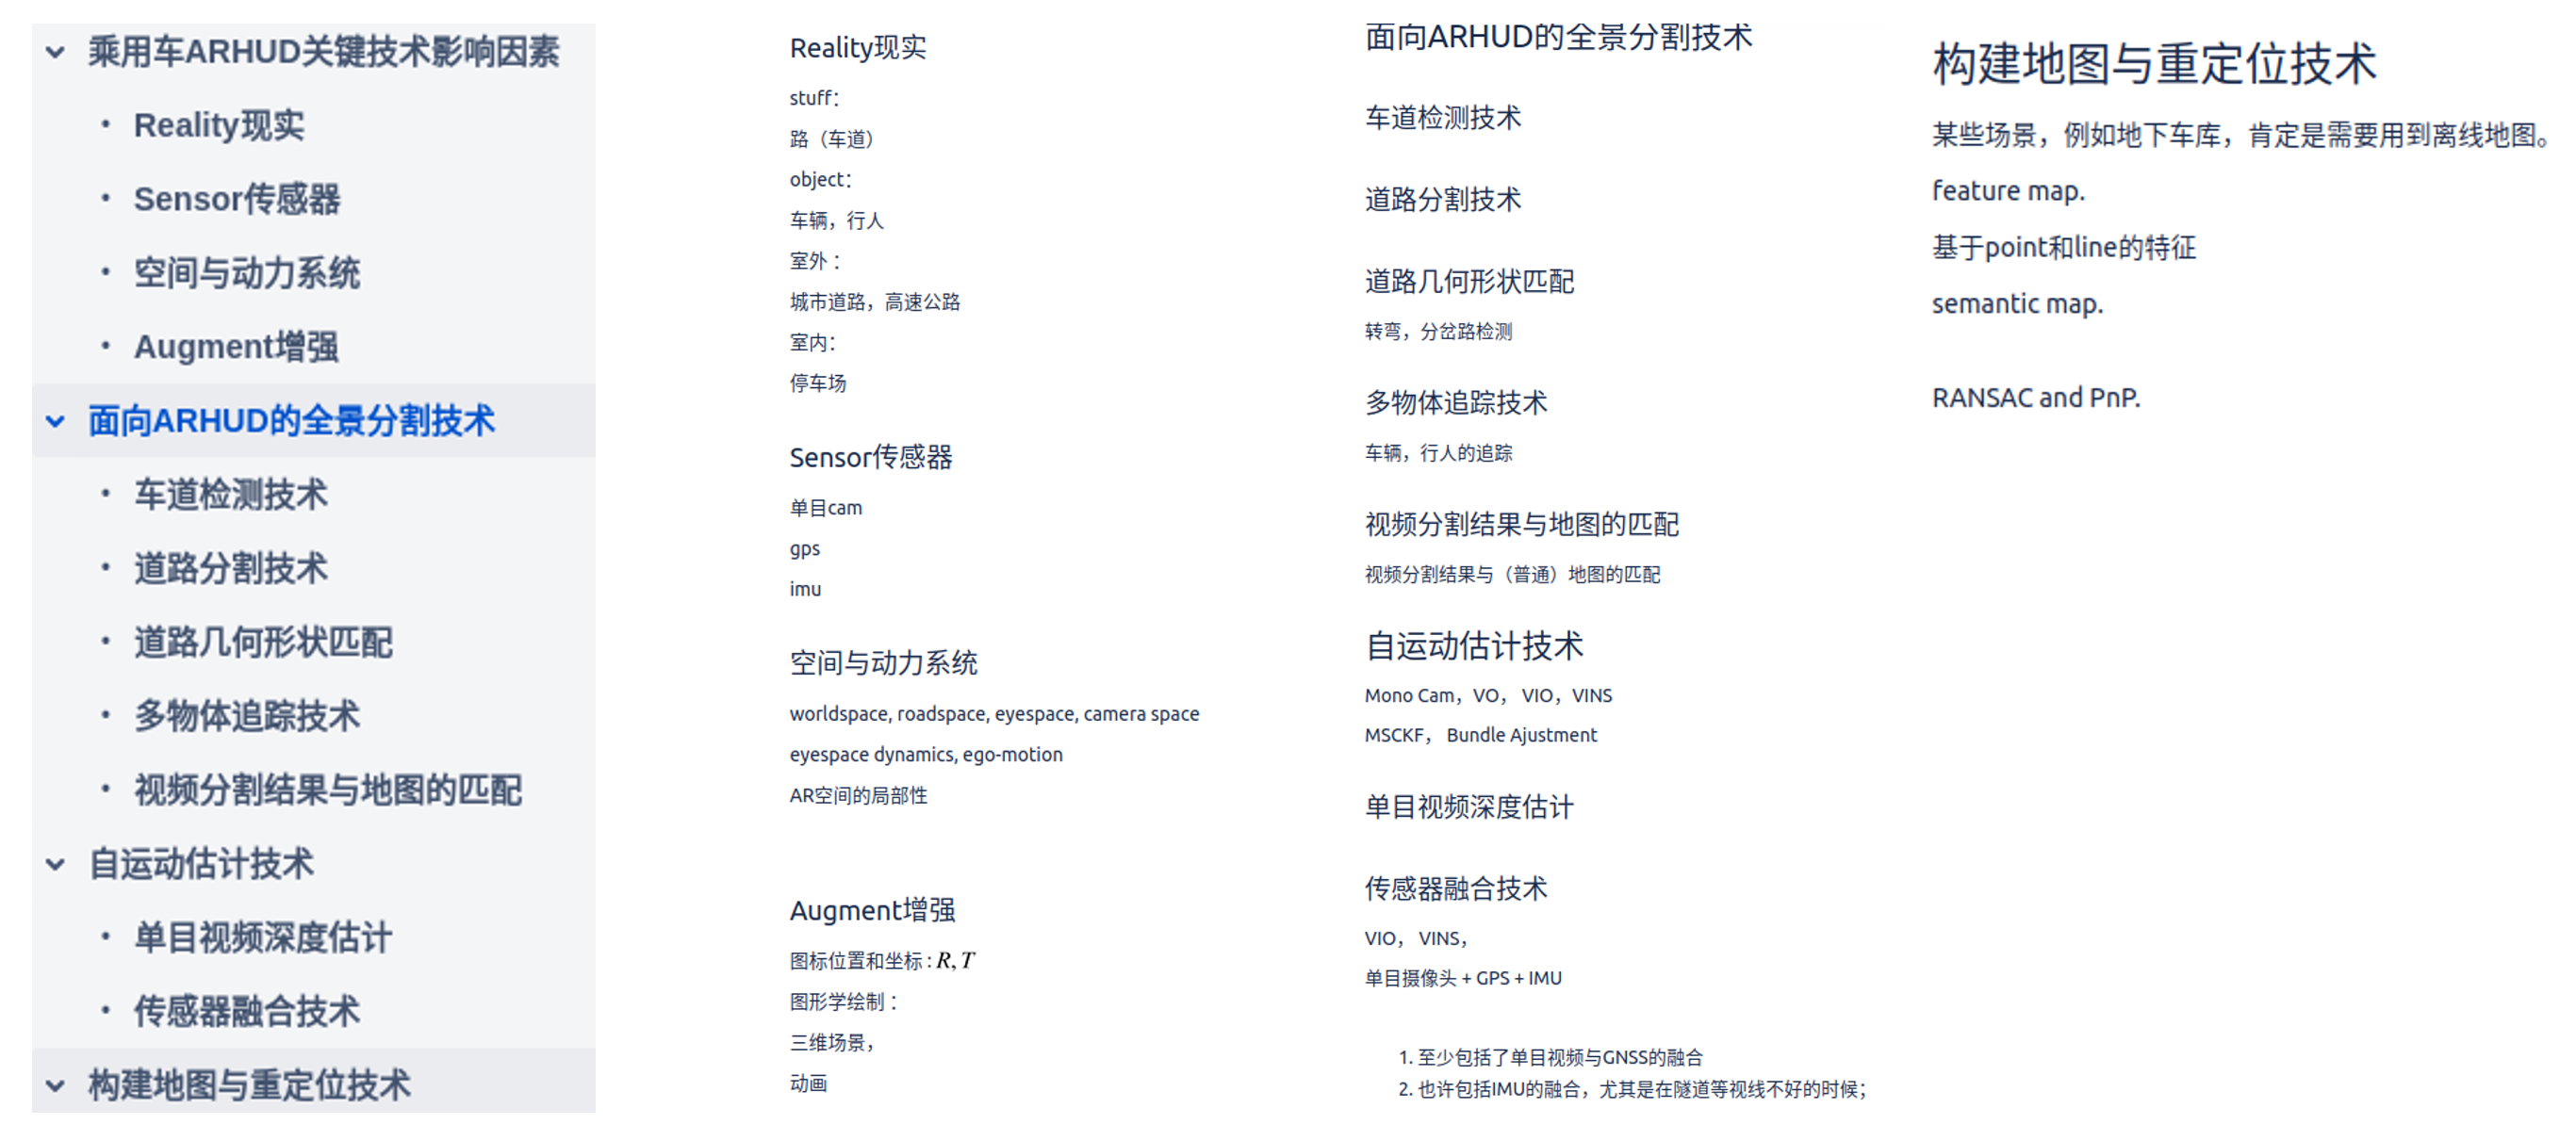 乘用车ARHUD关键技术影响因素
Reality现实
Sensor传感器
空间与动力系统
Augment增强
面向ARHUD的全景分割技术
车道检测技术
道路分割技术
道路几何形状匹配
多物体追踪技术
视频分割结果与地图的匹配
自运动估计技术
单目视频深度估计
传感器融合技术
构建地图与重定位技术
Reality现实
stuff：
路（车道）
object：
车辆，行人
室外 :
城市道路，高速公路
室内：
停车场
Sensor传感器
单目cam
gps
imu
空间与动力系统
worldspace, roadspace, eyespace, camera space
eyespace dynamics, ego-motion
AR空间的局部性
Augment增强
图标位置和坐标 : R, T
图形学绘制 :
三维场景，
动画
面向ARHUD的全景分割技术
车道检测技术
道路分割技术
道路几何形状匹配
转弯，分岔路检测
多物体追踪技术
车辆，行人的追踪
视频分割结果与地图的匹配
视频分割结果与（普通）地图的匹配
自运动估计技术
Mono Cam，VO， VIO，VINS
MSCKF， Bundle Ajustment
单目视频深度估计
传感器融合技术
VIO， VINS，
单目摄像头 + GPS + IMU
1. 至少包括了单目视频与GNSS的融合
2. 也许包括IMU的融合，尤其是在隧道等视线不好的时候；
构建地图与重定位技术
某些场景，例如地下车库，肯定是需要用到离线地图。
feature map.
基于point和line的特征
semantic map.
RANSAC and PnP.